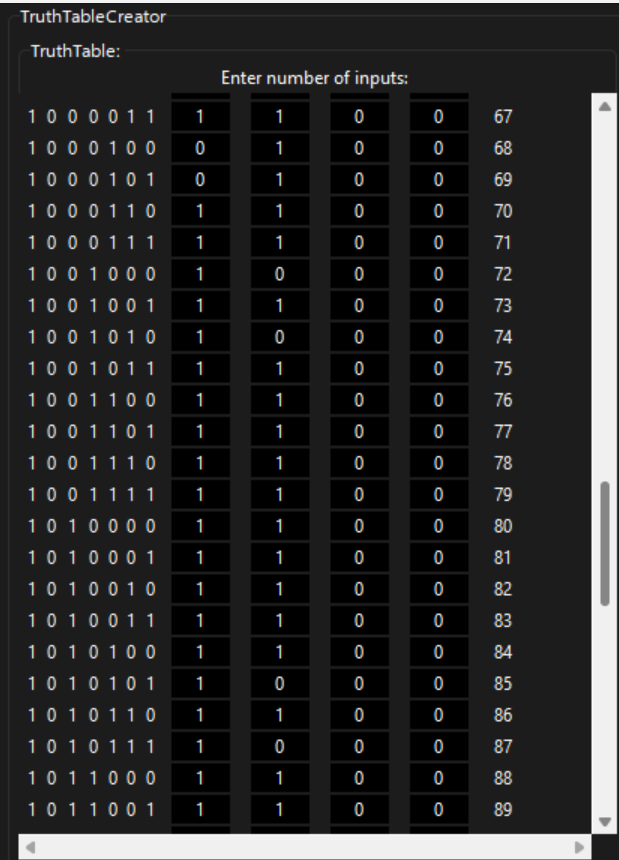 TruthTableCreator
TruthTable:
Enter number of inputs:
1 0 0 0 0 1 1 1 1 0 0 67
1 0 0 0 1 0 0 0 1 0 0 68
1 0 0 0 1 0 1 0 1 0 0 69
1 0 0 0 1 1 0 1 1 0 0 70
1 0 0 0 1 1 1 1 1 0 0 71
1 0 0 1 0 0 0 1 0 0 0 72
1 0 0 1 0 0 1 1 1 0 0 73
1 0 0 1 0 1 0 1 0 0 0 74
1 0 0 1 0 1 1 1 1 0 0 75
1 0 0 1 1 0 0 1 1 0 0 76
1 0 0 1 1 0 1 1 1 0 0 77
1 0 0 1 1 1 0 1 1 0 0 78
1 0 0 1 1 1 1 1 1 0 0 79
1 0 1 0 0 0 0 1 1 0 0 80
1 0 1 0 0 0 1 1 1 0 0 81
1 0 1 0 0 1 0 1 1 0 0 82
1 0 1 0 0 1 1 1 1 0 0 83
1 0 1 0 1 0 0 1 1 0 0 84
1 0 1 0 1 0 1 1 0 0 0 85
1 0 1 0 1 1 0 1 1 0 0 86
1 0 1 0 1 1 1 1 0 0 0 87
1 0 1 1 0 0 0 1 1 0 0 88
1 0 1 1 0 0 1 1 1 0 0 89